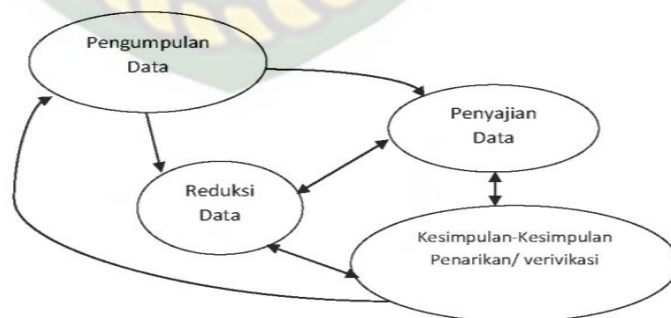 Pengumpulan
Data
Penyajian
Data
Reduksi
Data
Kesimpulan-Kesimpulan
Penarikan/ verivikasi